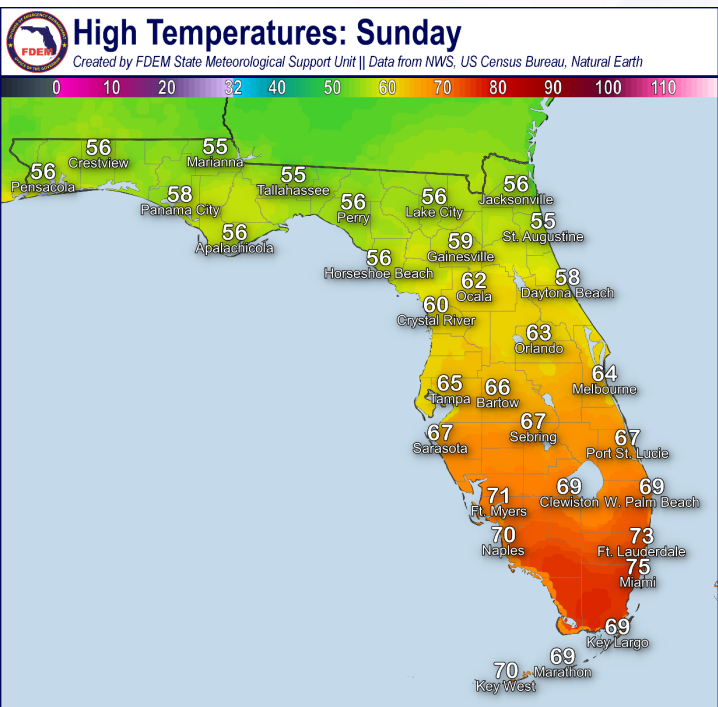 High Temperatures: Sunday
Created by FDEM State Meteorological Support Unit || Data from NWS, US Census Bureau, Natural Earth
FDEM
0 10 20 32 40 50 60 70 80 90 100 110
56
Crestview
55
Marianna
56
Pensacola
55
Tallahassee
58
Panama City
56
Perry
56
Lake City
56
Jacksonville
56
Apalachicola
55
St. Augustine
59
Gainesville
56
Horseshoe Beach
62
Ocala
58
Daytona Beach
60
Crystal River
63
Orlando
64
Melbourne
65
Tampa
66
Bartow
67
Sebring
67
Sarasota
67
Port St. Lucie
71
Ft. Myers
69
Clewiston
69
W. Palm Beach
70
Naples
73
Ft. Lauderdale
75
Miami
69
Key Largo
69
Marathon
70
Key West